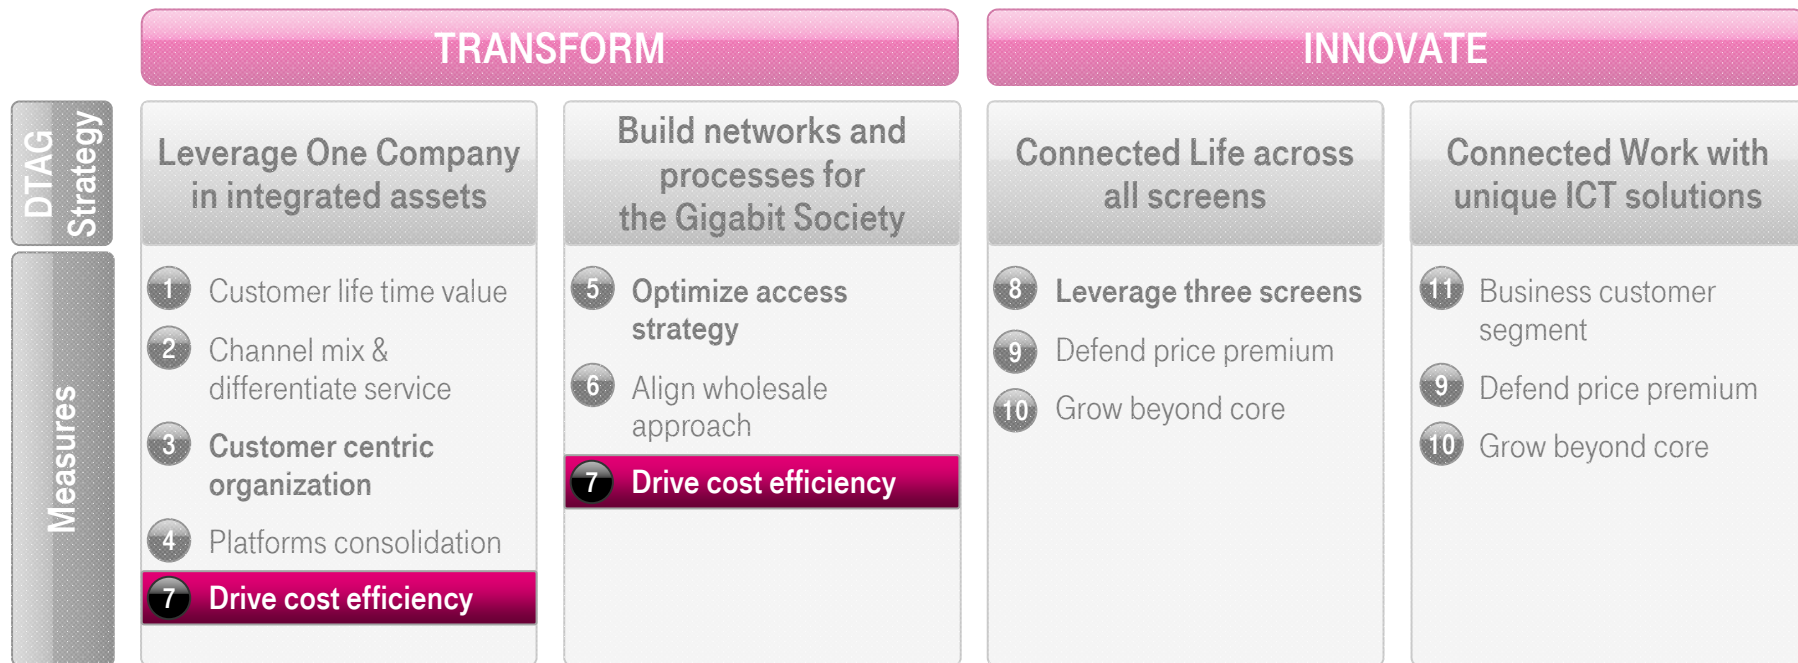 TRANSFORM
INNOVATE
DTAG
Strategy
Leverage One Company
in integrated assets
Build networks and
processes for
the Gigabit Society
Connected Life across
all screens
Connected Work with
unique ICT solutions
Measures
1 Customer life time value
2 Channel mix &
differentiate service
3 Customer centric
organization
4 Platforms consolidation
7 Drive cost efficiency
5 Optimize access
strategy
6 Align wholesale
approach
7 Drive cost efficiency
8 Leverage three screens
9 Defend price premium
10 Grow beyond core
11 Business customer
segment
9 Defend price premium
10 Grow beyond core